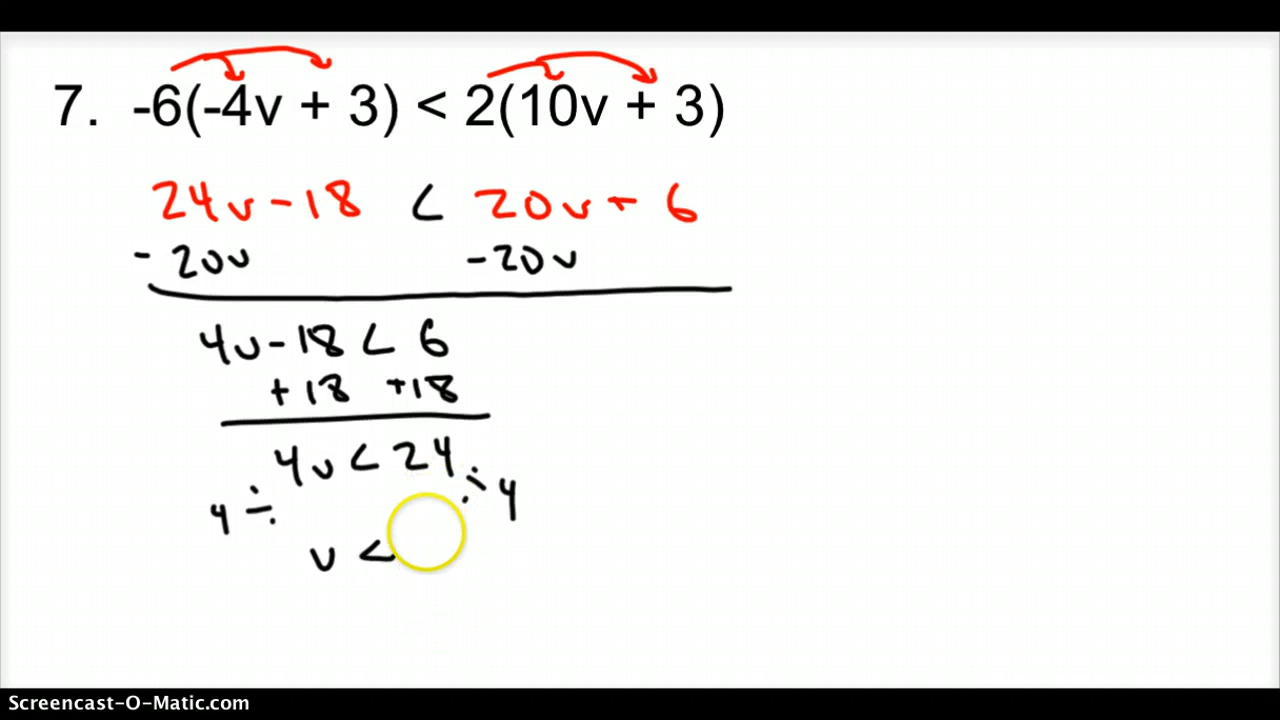 7. -6(-4v + 3) < 2(10v + 3)
24v - 18 < 20v + 6
- 20v - 20v
4v - 18 < 6
+ 18 + 18
4v < 24
4 ÷ ÷ 4
v <
Screencast-O-Matic.com